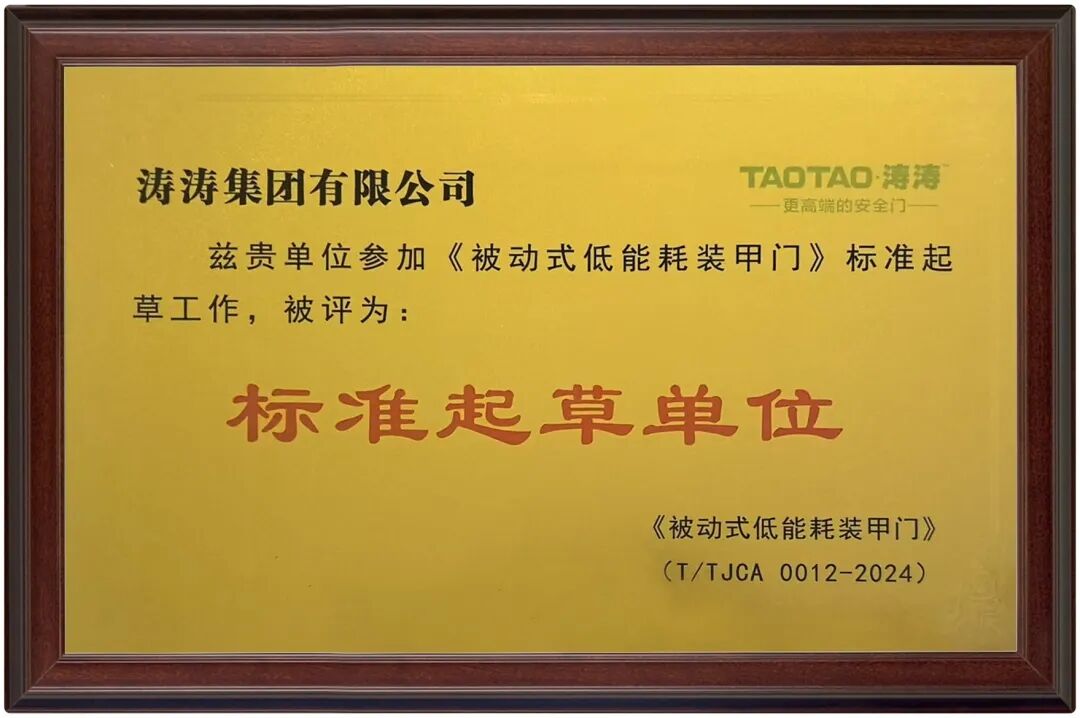 涛涛集团有限公司
TAOTAO·涛涛™
更高端的安全门
兹贵单位参加《被动式低能耗装甲门》标准起
草工作，被评为：
标准起草单位
《被动式低能耗装甲门》
（T/TJCA 0012-2024）